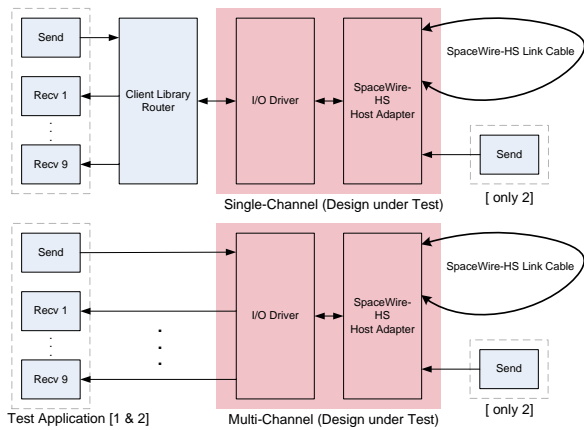 Send
Recv 1
Recv 9
Client Library
Router
I/O Driver
SpaceWire-
HS
Host Adapter
SpaceWire-HS Link Cable
Send
[ only 2]
Single-Channel (Design under Test)
Send
Recv 1
Recv 9
I/O Driver
SpaceWire-
HS
Host Adapter
SpaceWire-HS Link Cable
Send
[ only 2]
Test Application [1 & 2]
Multi-Channel (Design under Test)